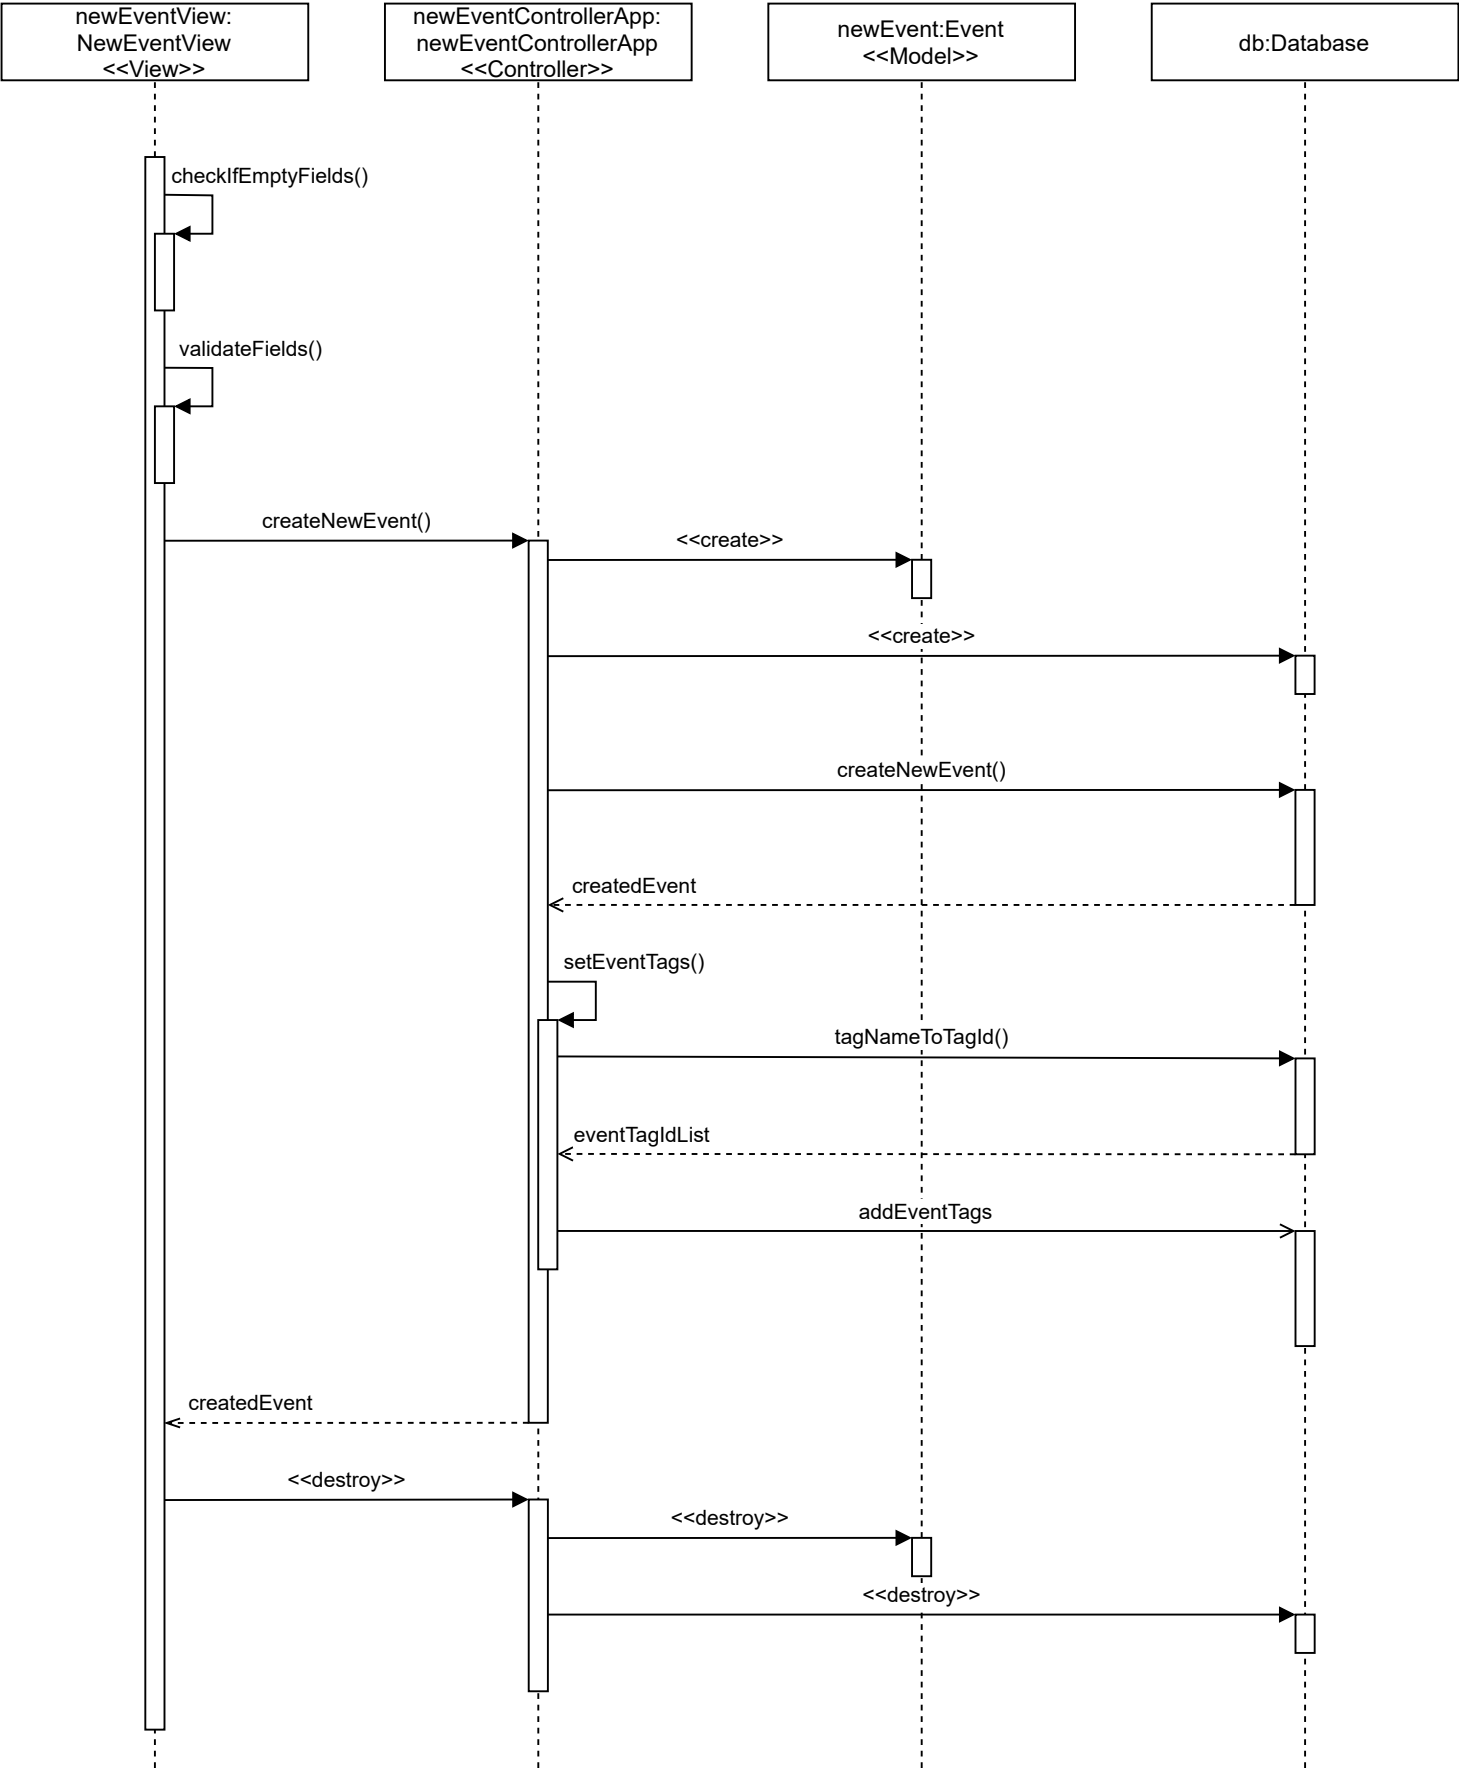 newEventView:
NewEventView
<<View>>
newEventControllerApp:
newEventControllerApp
<<Controller>>
newEvent:Event
<<Model>>
db:Database
checkIfEmptyFields()
validateFields()
createNewEvent()
<<create>>
<<create>>
createNewEvent()
createdEvent
setEventTags()
tagNameToTagId()
eventTagIdList
addEventTags
createdEvent
<<destroy>>
<<destroy>>
<<destroy>>